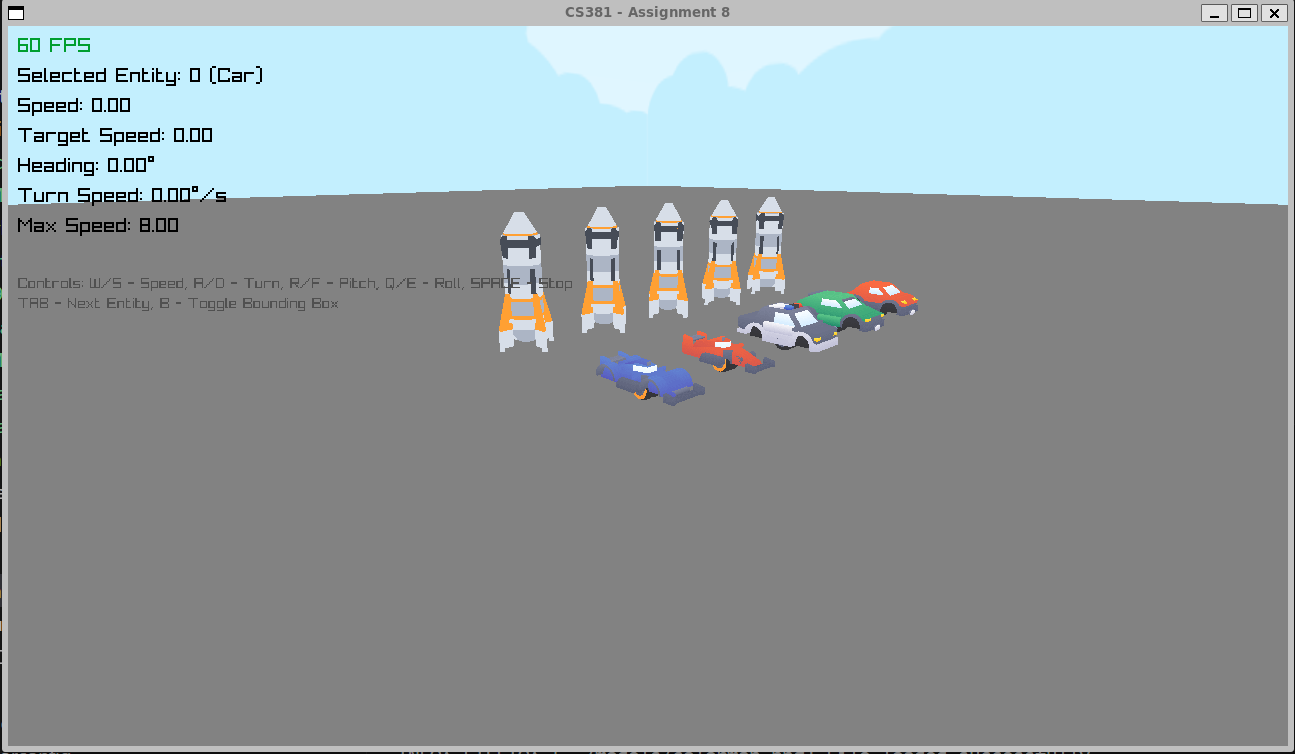 CS381 - Assignment 8
60 FPS
Selected Entity: 0 (Car)
Speed: 0.00
Target Speed: 0.00
Heading: 0.00°
Turn Speed: 0.00°/s
Max Speed: 8.00
Controls: W/S - Speed, A/D - Turn, R/F - Pitch, Q/E - Roll, SPACE - Stop
TAB - Next Entity, B - Toggle Bounding Box